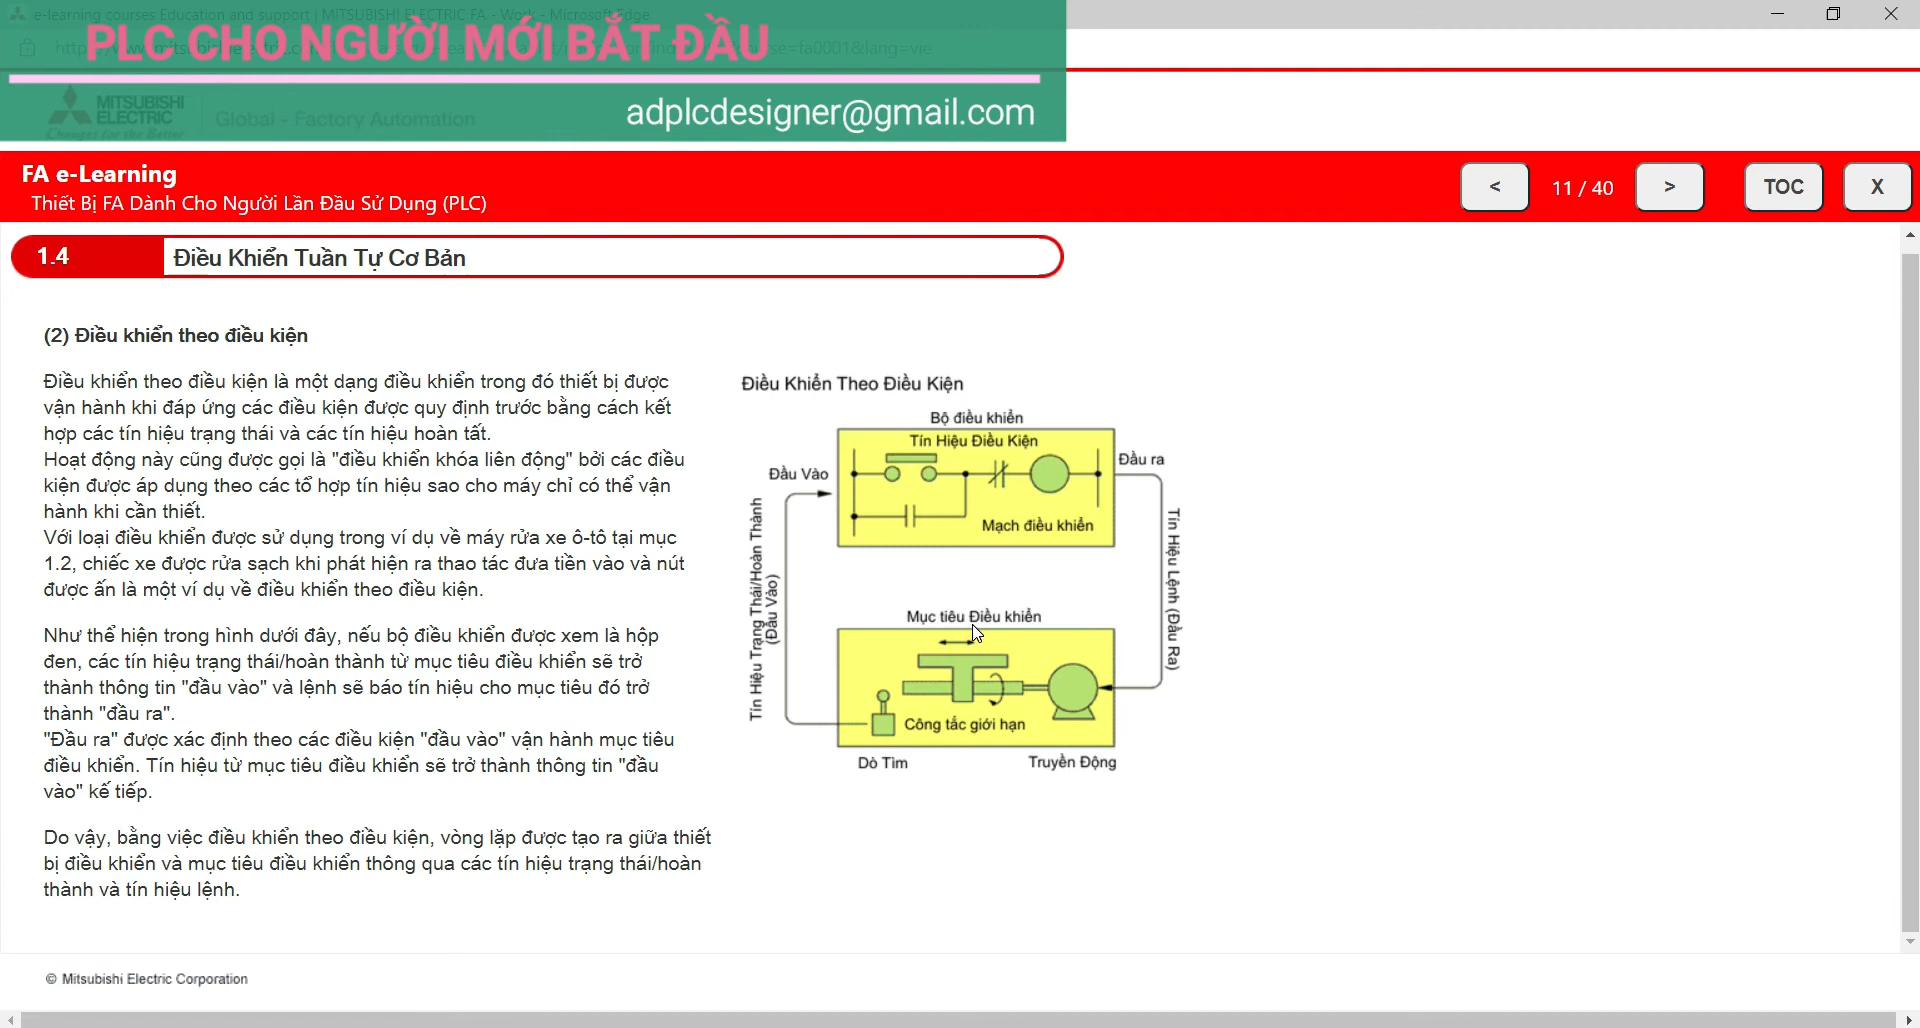 e-learning courses Education and support | MITSUBISHI ELECTRIC FA - Work - Microsoft Edge
PLC CHO NGƯỜI MỚI BẮT ĐẦU
adplcdesigner@gmail.com
MITSUBISHI
ELECTRIC
Changes for the Better
Global - Factory Automation
FA e-Learning
Thiết Bị FA Dành Cho Người Lần Đầu Sử Dụng (PLC)
<
11 / 40
>
TOC
X
1.4
Điều Khiển Tuần Tự Cơ Bản
(2) Điều khiển theo điều kiện
Điều khiển theo điều kiện là một dạng điều khiển trong đó thiết bị được
vận hành khi đáp ứng các điều kiện được quy định trước bằng cách kết
hợp các tín hiệu trạng thái và các tín hiệu hoàn tất.
Hoạt động này cũng được gọi là "điều khiển khóa liên động" bởi các điều
kiện được áp dụng theo các tổ hợp tín hiệu sao cho máy chỉ có thể vận
hành khi cần thiết.
Với loại điều khiển được sử dụng trong ví dụ về máy rửa xe ô-tô tại mục
1.2, chiếc xe được rửa sạch khi phát hiện ra thao tác đưa tiền vào và nút
được ấn là một ví dụ về điều khiển theo điều kiện.
Như thể hiện trong hình dưới đây, nếu bộ điều khiển được xem là hộp
đen, các tín hiệu trạng thái/hoàn thành từ mục tiêu điều khiển sẽ trở
thành thông tin "đầu vào" và lệnh sẽ báo tín hiệu cho mục tiêu đó trở
thành "đầu ra".
"Đầu ra" được xác định theo các điều kiện "đầu vào" vận hành mục tiêu
điều khiển. Tín hiệu từ mục tiêu điều khiển sẽ trở thành thông tin "đầu
vào" kế tiếp.
Do vậy, bằng việc điều khiển theo điều kiện, vòng lặp được tạo ra giữa thiết
bị điều khiển và mục tiêu điều khiển thông qua các tín hiệu trạng thái/hoàn
thành và tín hiệu lệnh.
Điều Khiển Theo Điều Kiện
Bộ điều khiển
Tín Hiệu Điều Kiện
Đầu Vào
Đầu ra
Mạch điều khiển
Tín Hiệu Trạng Thái/Hoàn Thành
(Đầu Vào)
Tín Hiệu Lệnh (Đầu Ra)
Mục tiêu Điều khiển
Công tắc giới hạn
Dò Tìm
Truyền Động
© Mitsubishi Electric Corporation